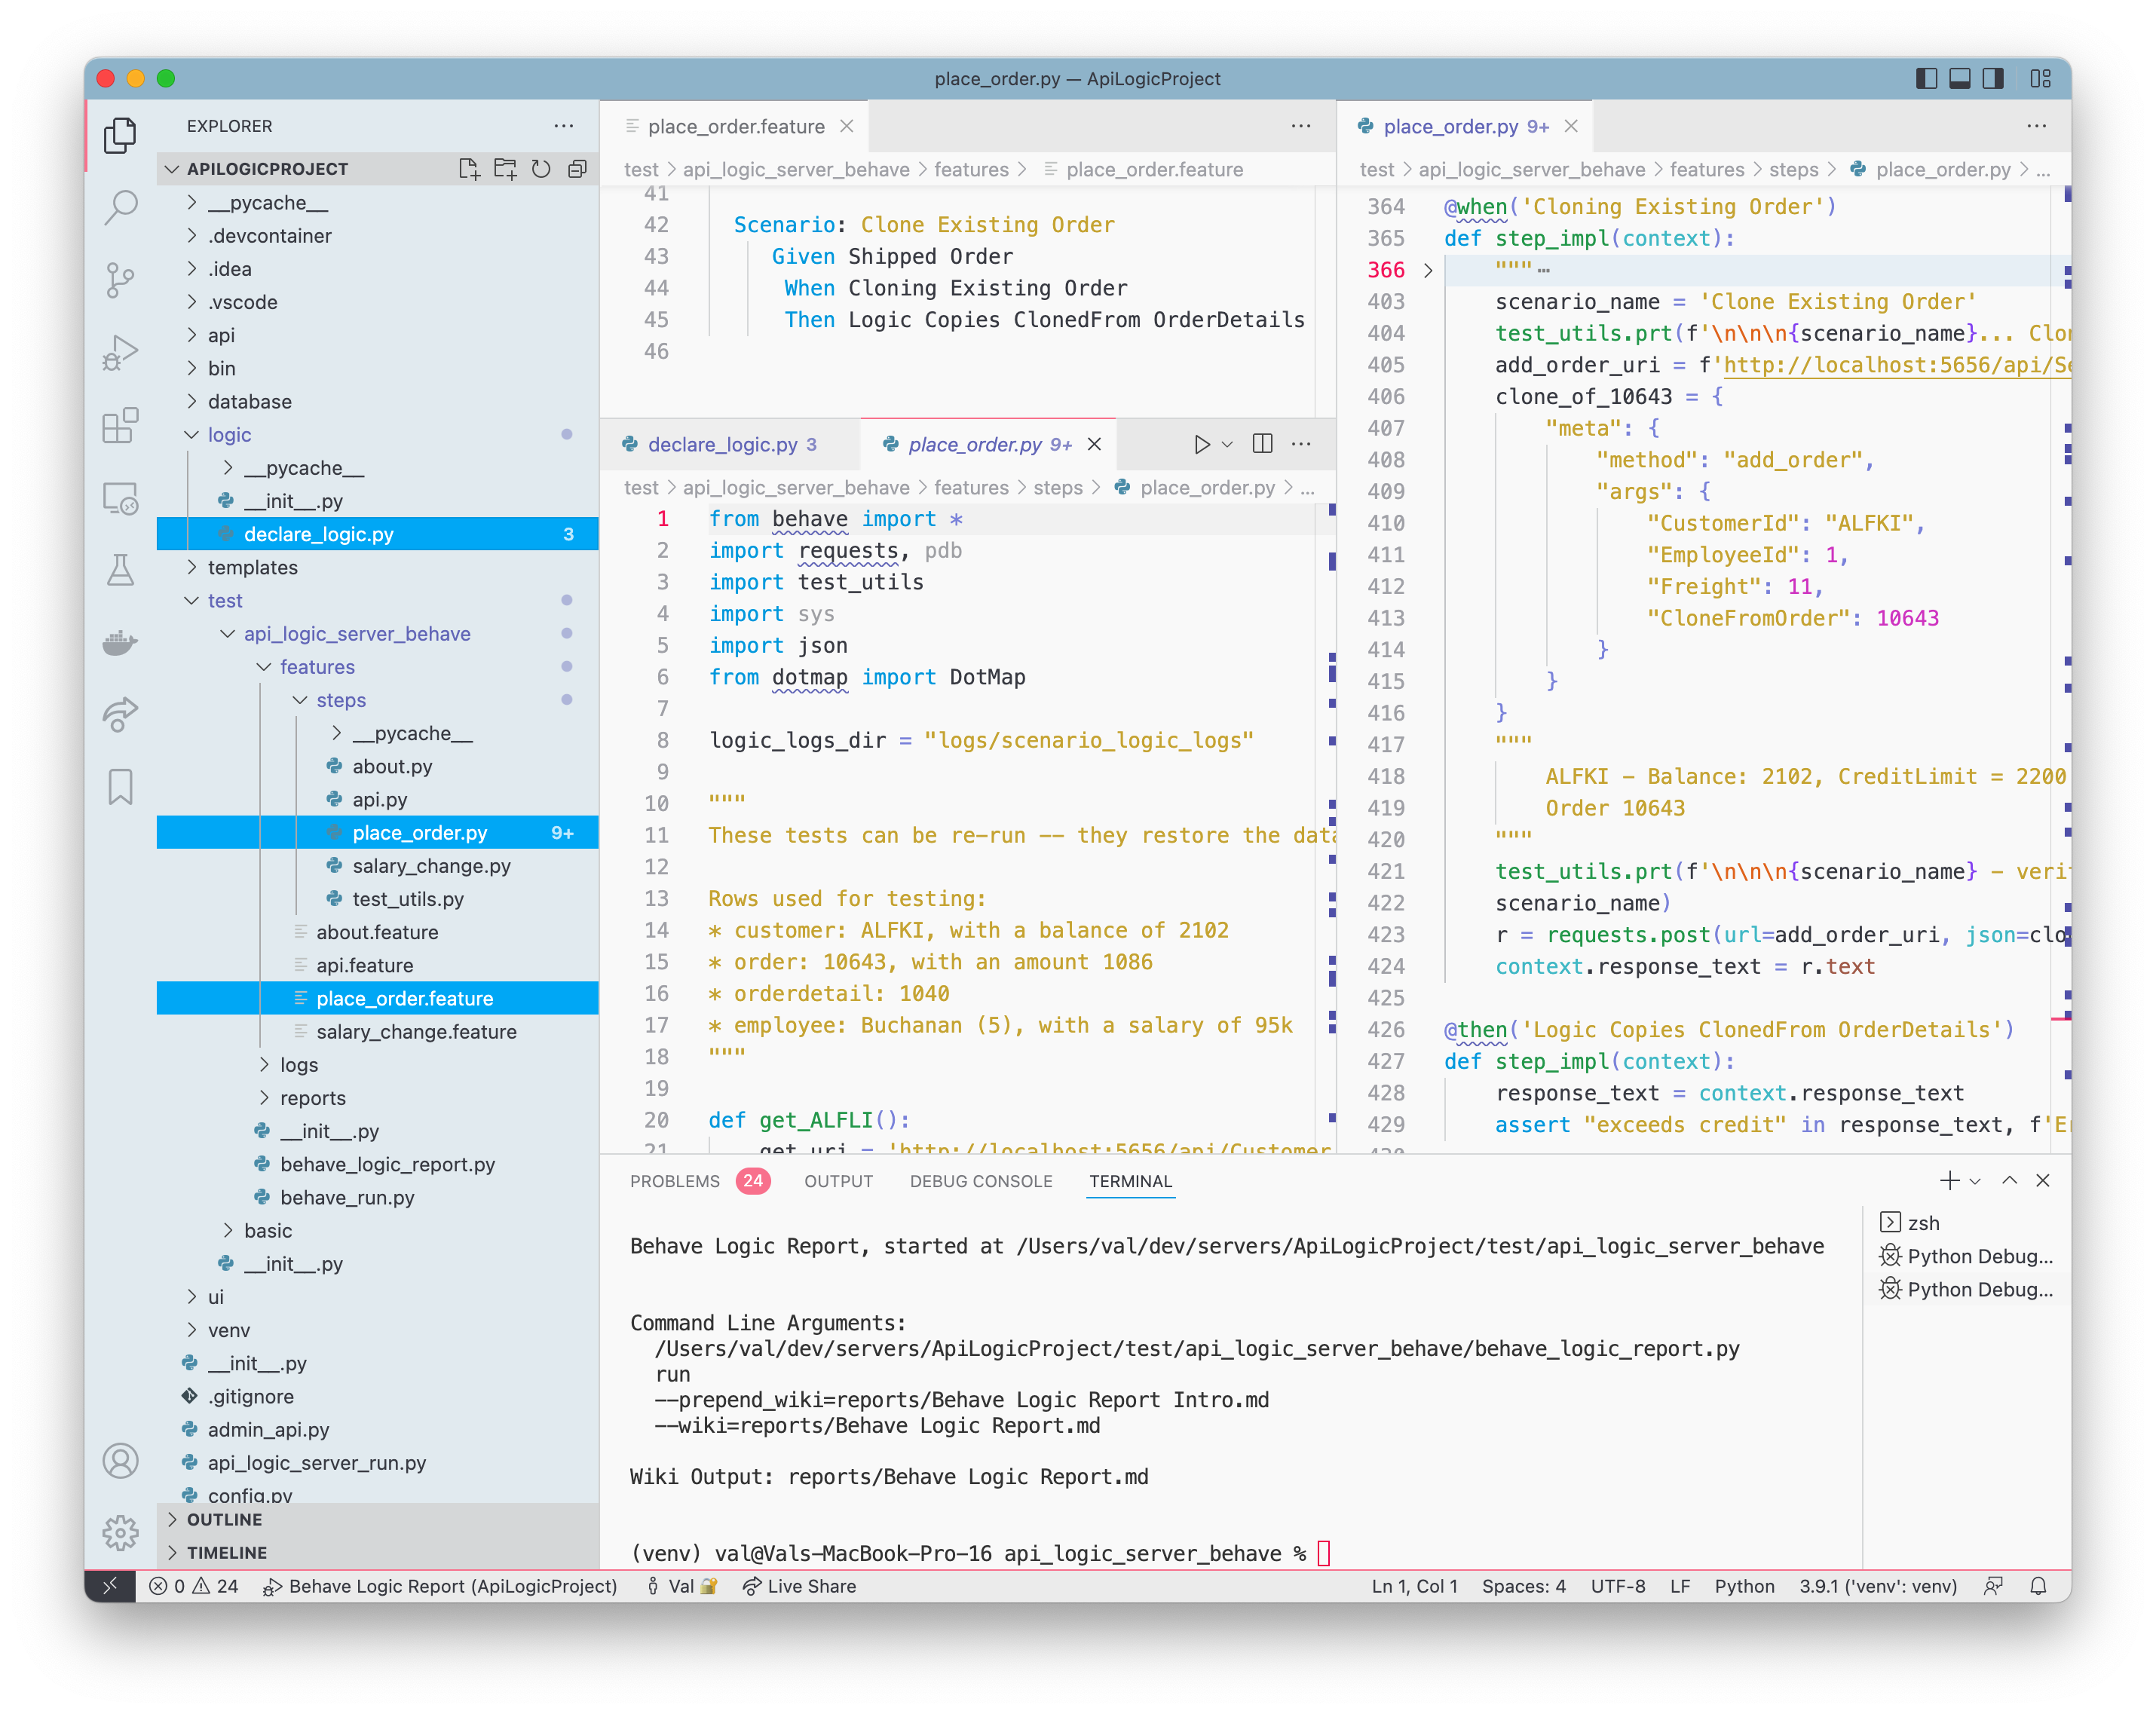 place_order.py — ApiLogicProject
EXPLORER
APILOGICPROJECT
__pycache__
.devcontainer
.idea
.vscode
api
bin
database
logic
__pycache__
__init__.py
declare_logic.py 3
templates
test
api_logic_server_behave
features
steps
__pycache__
about.py
api.py
place_order.py 9+
salary_change.py
test_utils.py
about.feature
api.feature
place_order.feature
salary_change.feature
logs
reports
__init__.py
behave_logic_report.py
behave_run.py
basic
__init__.py
ui
venv
__init__.py
.gitignore
admin_api.py
api_logic_server_run.py
config.py
OUTLINE
TIMELINE
place_order.feature
test > api_logic_server_behave > features > place_order.feature
41
42 Scenario: Clone Existing Order
43 Given Shipped Order
44 When Cloning Existing Order
45 Then Logic Copies ClonedFrom OrderDetails
46
declare_logic.py 3 place_order.py 9+
test > api_logic_server_behave > features > steps > place_order.py > ...
1 from behave import *
2 import requests, pdb
3 import test_utils
4 import sys
5 import json
6 from dotmap import DotMap
7
8 logic_logs_dir = "logs/scenario_logic_logs"
9
10 """
11 These tests can be re-run -- they restore the data
12
13 Rows used for testing:
14 * customer: ALFKI, with a balance of 2102
15 * order: 10643, with an amount 1086
16 * orderdetail: 1040
17 * employee: Buchanan (5), with a salary of 95k
18 """
19
20 def get_ALFLI():
21 get_uri = 'http://localhost:5656/api/Customer
place_order.py 9+
test > api_logic_server_behave > features > steps > place_order.py > ...
364 @when('Cloning Existing Order')
365 def step_impl(context):
366 """ …
403 scenario_name = 'Clone Existing Order'
404 test_utils.prt(f'\n\n\n{scenario_name}... Clon
405 add_order_uri = f'http://localhost:5656/api/Se
406 clone_of_10643 = {
407 "meta": {
408 "method": "add_order",
409 "args": {
410 "CustomerId": "ALFKI",
411 "EmployeeId": 1,
412 "Freight": 11,
413 "CloneFromOrder": 10643
414 }
415 }
416 }
417 """
418 ALFKI - Balance: 2102, CreditLimit = 2200
419 Order 10643
420 """
421 test_utils.prt(f'\n\n\n{scenario_name} - verif
422 scenario_name)
423 r = requests.post(url=add_order_uri, json=clo
424 context.response_text = r.text
425
426 @then('Logic Copies ClonedFrom OrderDetails')
427 def step_impl(context):
428 response_text = context.response_text
429 assert "exceeds credit" in response_text, f'Er
430
PROBLEMS 24 OUTPUT DEBUG CONSOLE TERMINAL
Behave Logic Report, started at /Users/val/dev/servers/ApiLogicProject/test/api_logic_server_behave
Command Line Arguments:
/Users/val/dev/servers/ApiLogicProject/test/api_logic_server_behave/behave_logic_report.py
run
--prepend_wiki=reports/Behave Logic Report Intro.md
--wiki=reports/Behave Logic Report.md
Wiki Output: reports/Behave Logic Report.md
(venv) val@Vals-MacBook-Pro-16 api_logic_server_behave %
zsh
Python Debug...
Python Debug...
0 24 Behave Logic Report (ApiLogicProject) Val Live Share Ln 1, Col 1 Spaces: 4 UTF-8 LF Python 3.9.1 ('venv': venv)